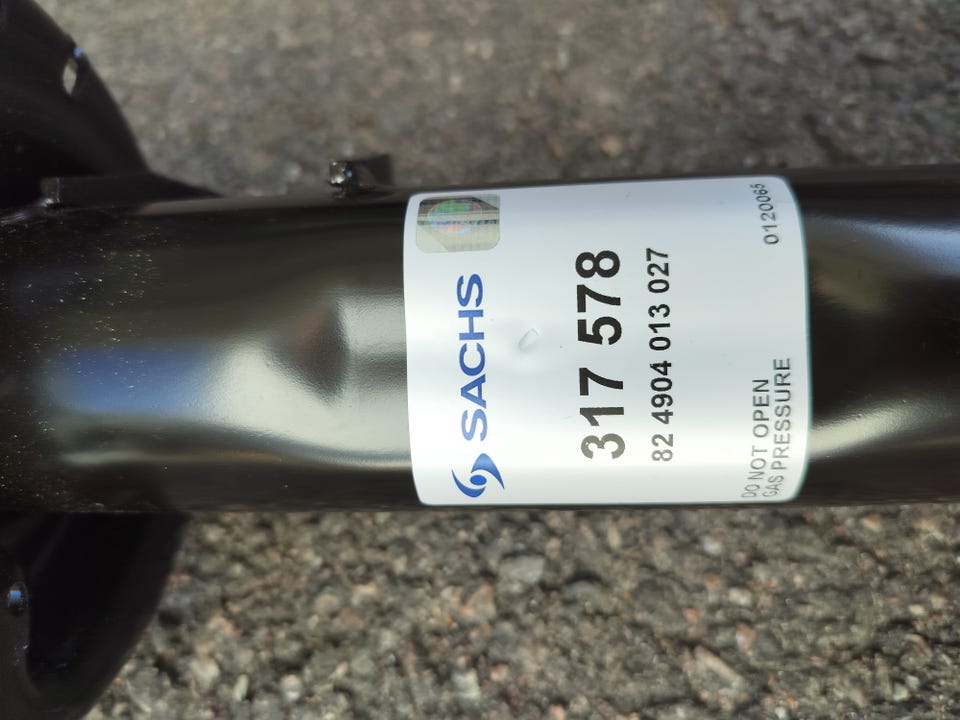 SACHS
317 578
82 4904 013 027
DO NOT OPEN
GAS PRESSURE
0120065